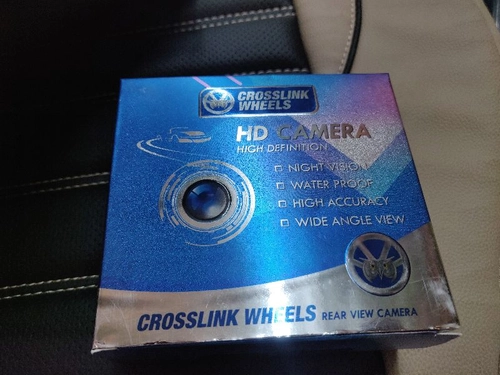 CROSSLINK
WHEELS
HD CAMERA
HIGH DEFINITION
NIGHT VISION
WATER PROOF
HIGH ACCURACY
WIDE ANGLE VIEW
CROSSLINK WHEELS REAR VIEW CAMERA